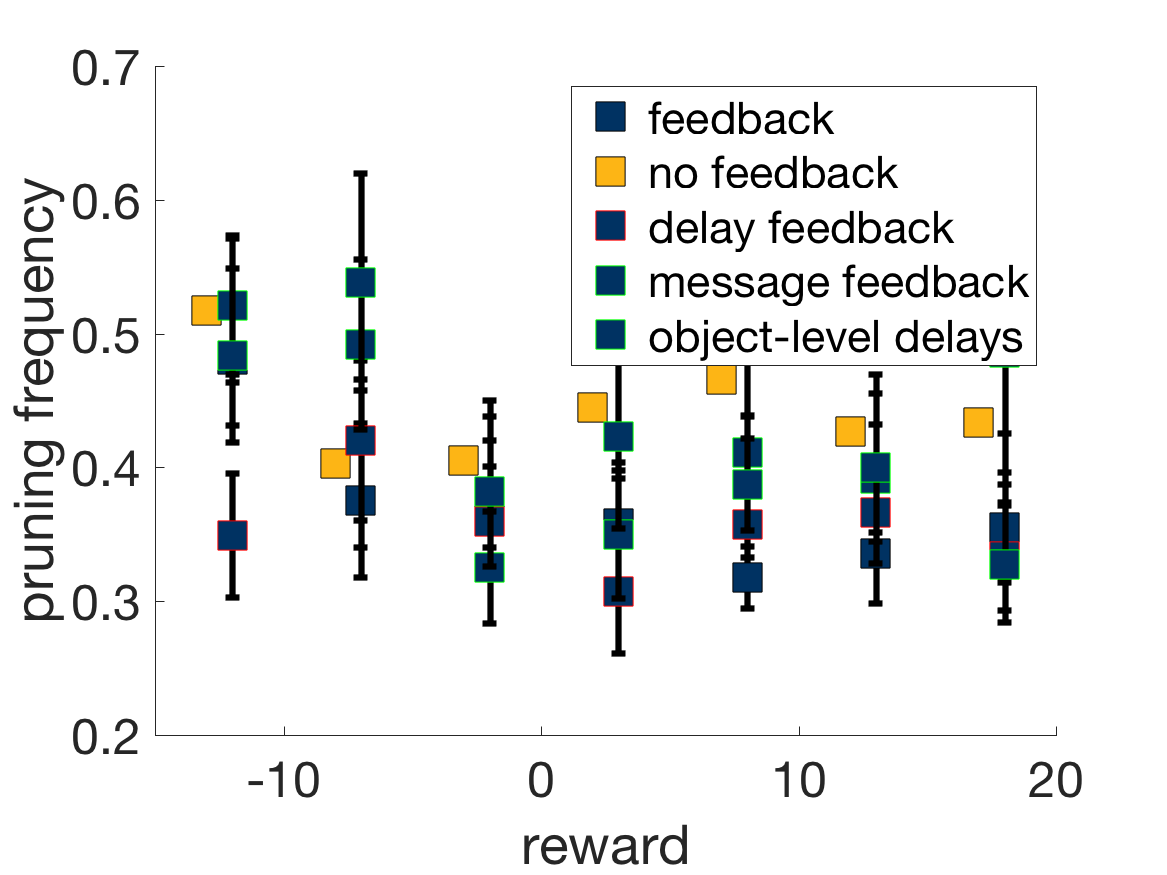 0.7
0.6
0.5
0.4
0.3
0.2
pruning frequency
-10
0
10
20
reward
feedback
no feedback
delay feedback
message feedback
object-level delays